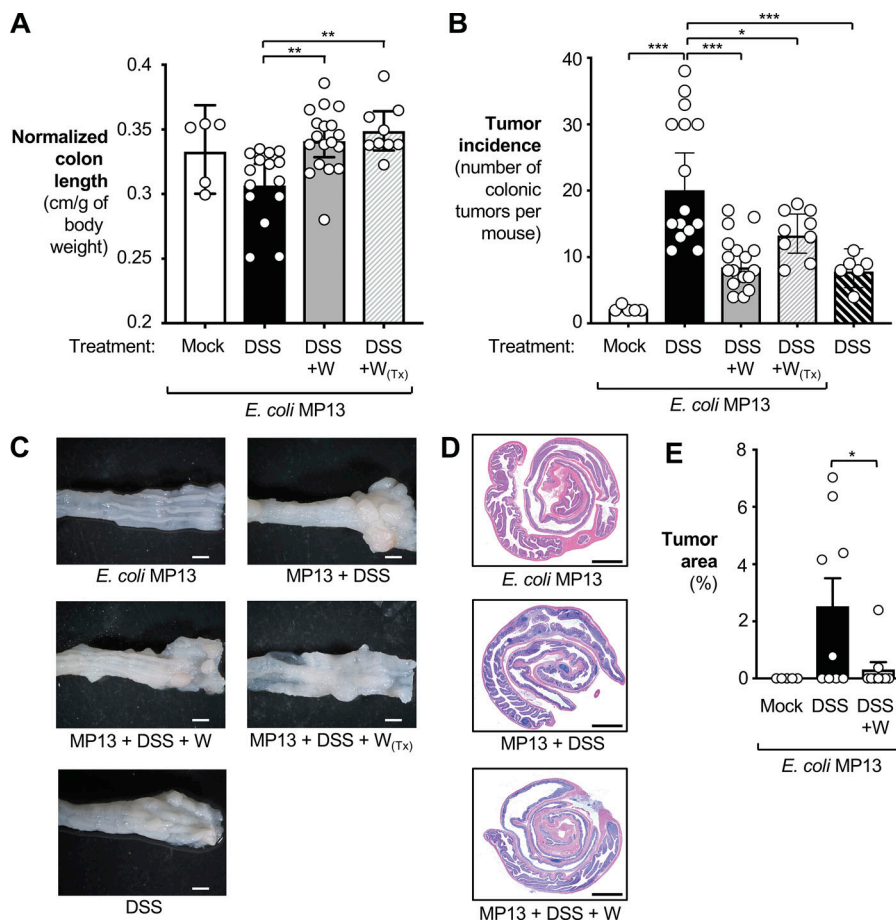 A
**
**
0.4
0.35
0.3
0.25
0.2
Normalized
colon
length
(cm/g of
body
weight)
Treatment:
Mock
DSS
DSS
+W
DSS
+W(Tx)
E. coli MP13
B
***
*
***
***
40
30
20
10
0
Tumor
incidence
(number of
colonic
tumors per
mouse)
Treatment:
Mock
DSS
DSS
+W
DSS
+W(Tx)
DSS
E. coli MP13
C
E. coli MP13
MP13 + DSS
MP13 + DSS + W
MP13 + DSS + W(Tx)
DSS
D
E. coli MP13
MP13 + DSS
MP13 + DSS + W
E
*
8
6
4
2
0
Tumor
area
(%)
Mock
DSS
DSS
+W
E. coli MP13